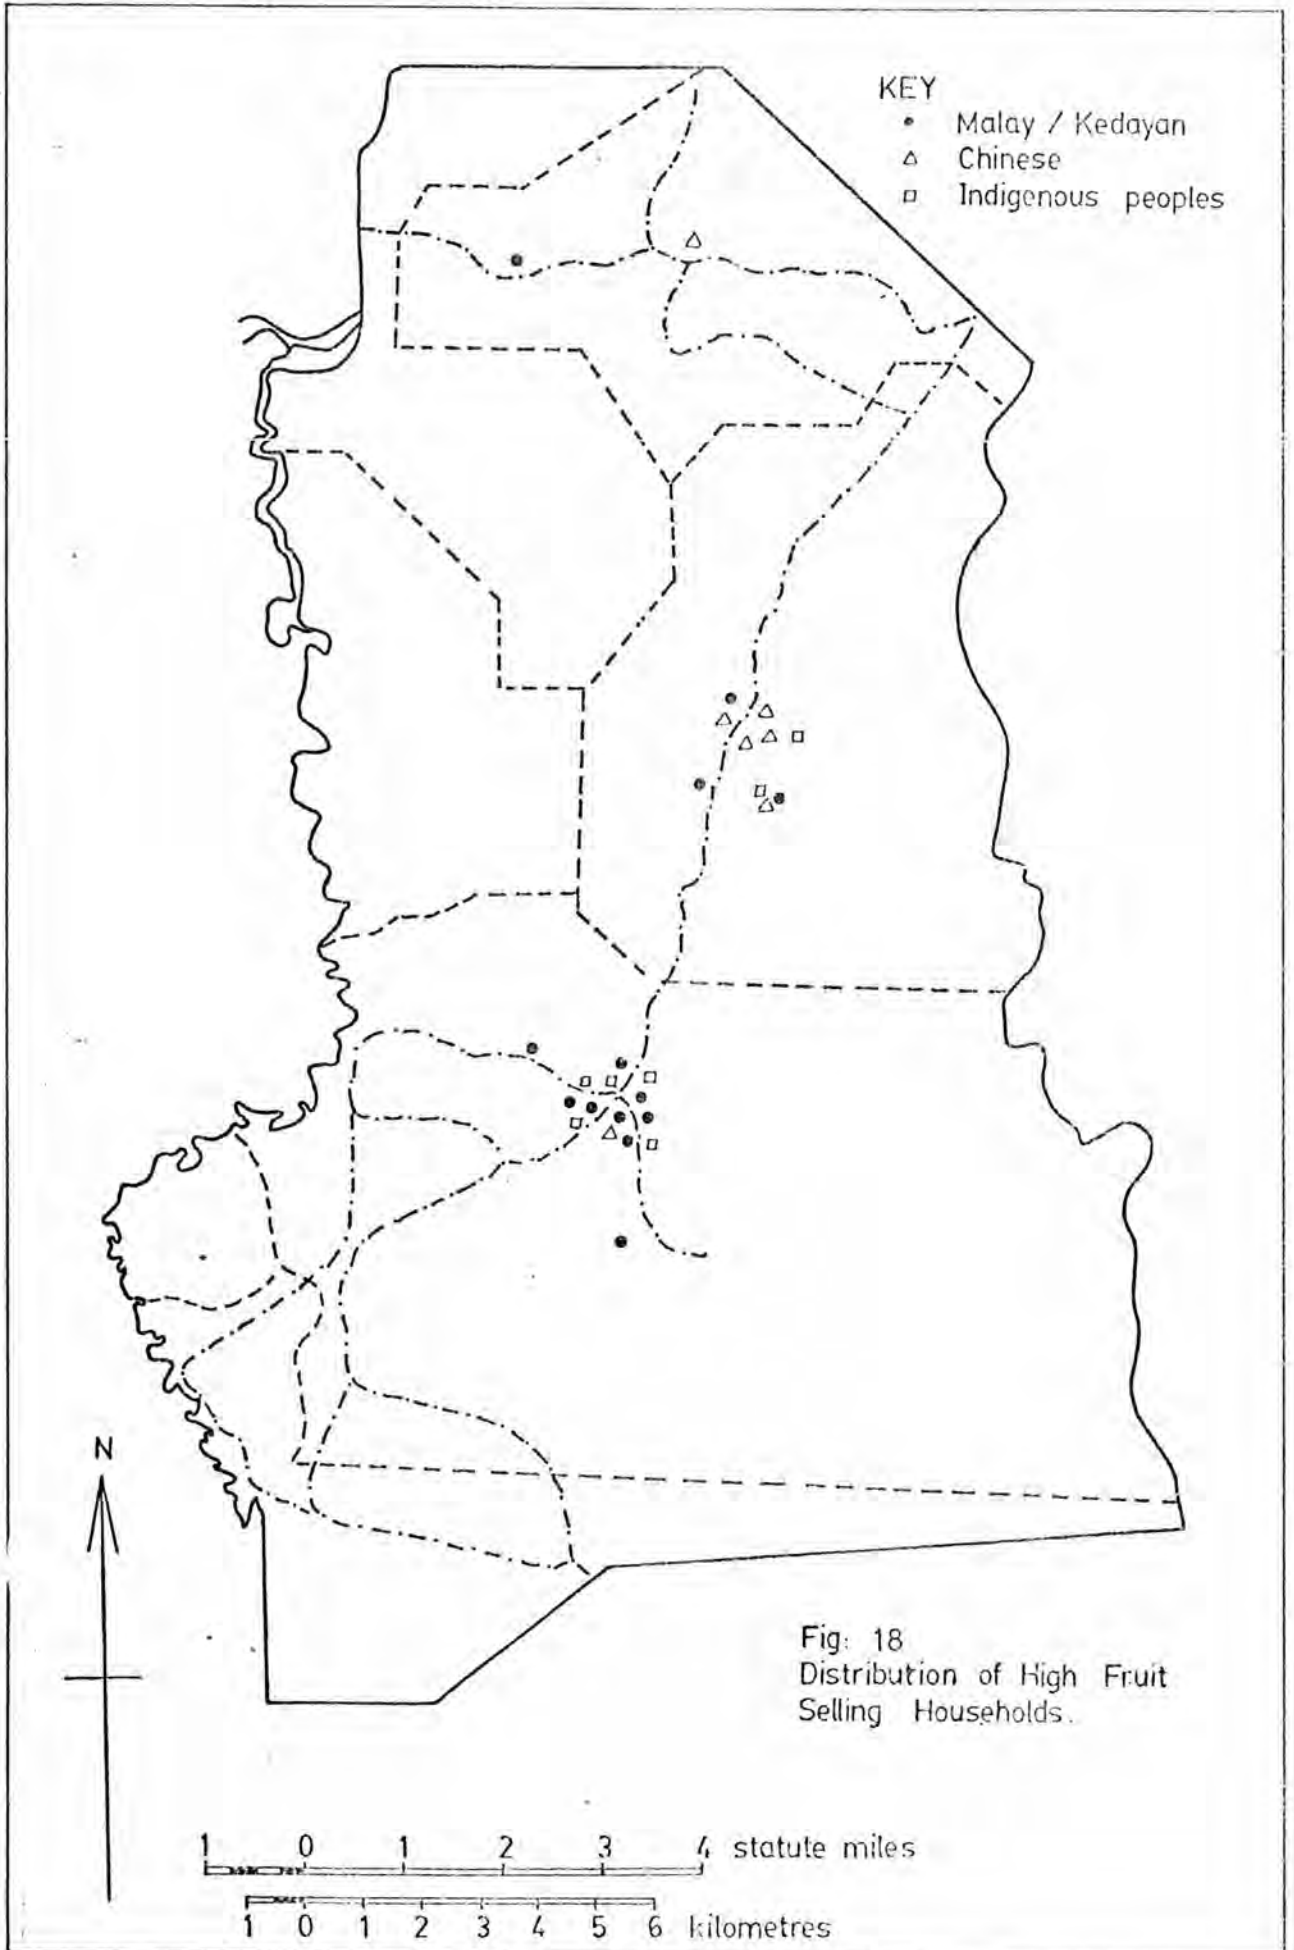 KEY
Malay / Kedayan
Chinese
Indigenous peoples
N
Fig: 18
Distribution of High Fruit
Selling Households.
1 0 1 2 3 4 statute miles
1 0 1 2 3 4 5 6 kilometres